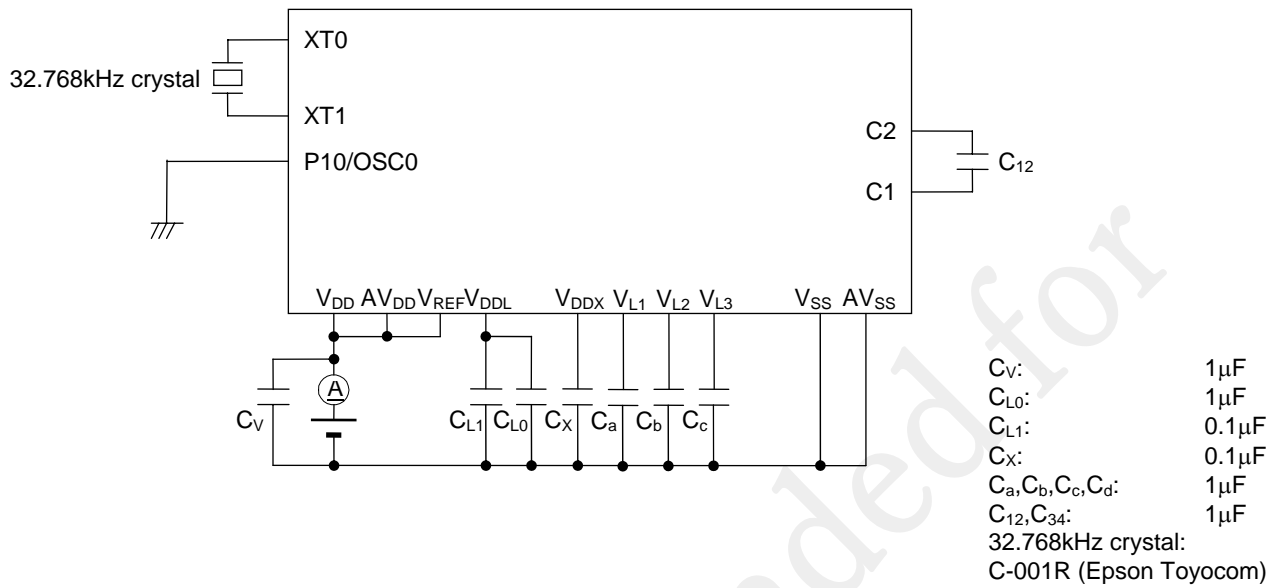 XT0
32.768kHz crystal
XT1
P10/OSC0
C2
C12
C1
VDD AVDD VREF VDDL VDDX VL1 VL2 VL3 VSS AVSS
A
CV CL1 CL0 CX Ca Cb Cc
CV: 1μF
CL0: 1μF
CL1: 0.1μF
CX: 0.1μF
Ca,Cb,Cc,Cd: 1μF
C12,C34: 1μF
32.768kHz crystal:
C-001R (Epson Toyocom)
ded for